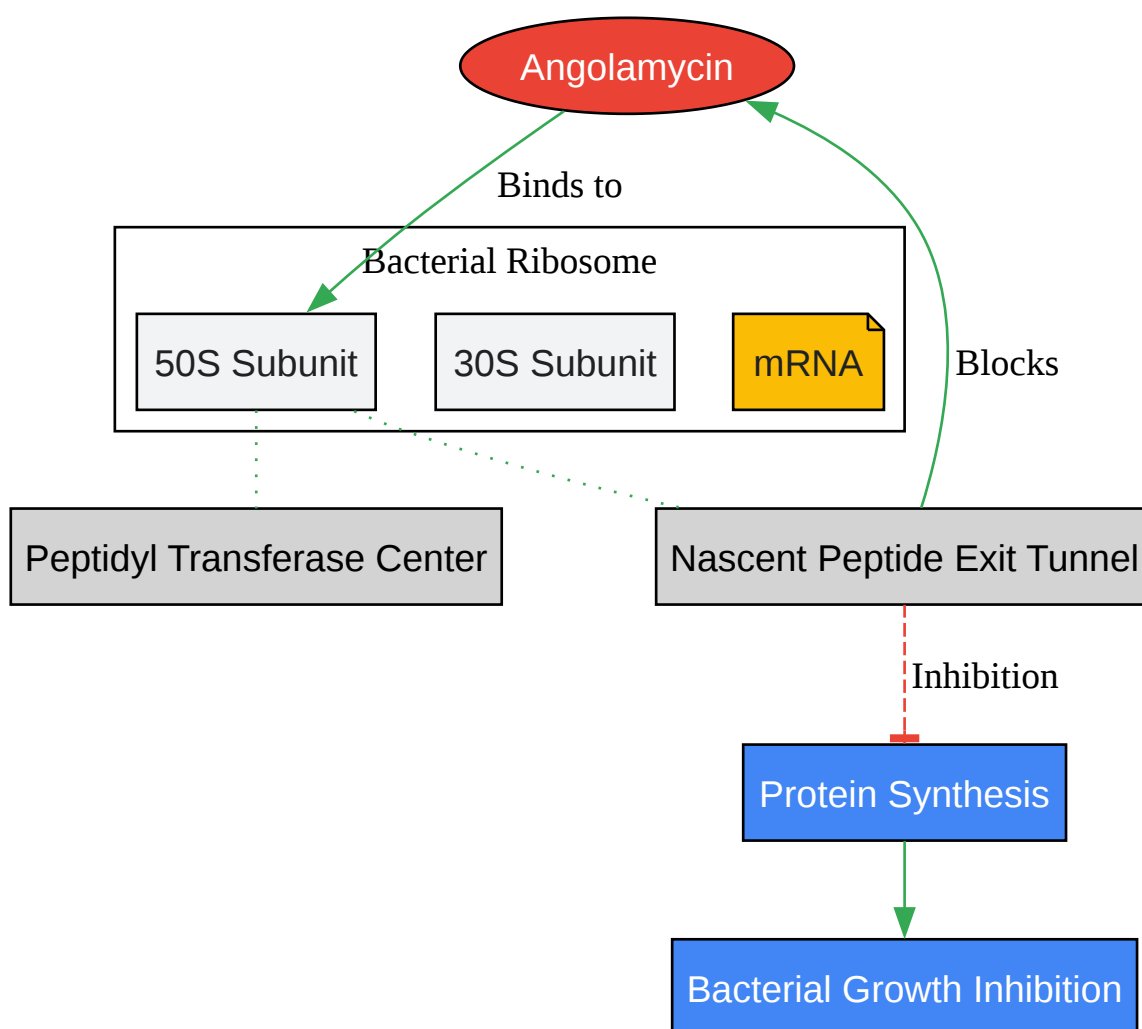 Angolamycin
Binds to
Bacterial Ribosome
50S Subunit
30S Subunit
mRNA
Blocks
Peptidyl Transferase Center
Nascent Peptide Exit Tunnel
Inhibition
Protein Synthesis
Bacterial Growth Inhibition